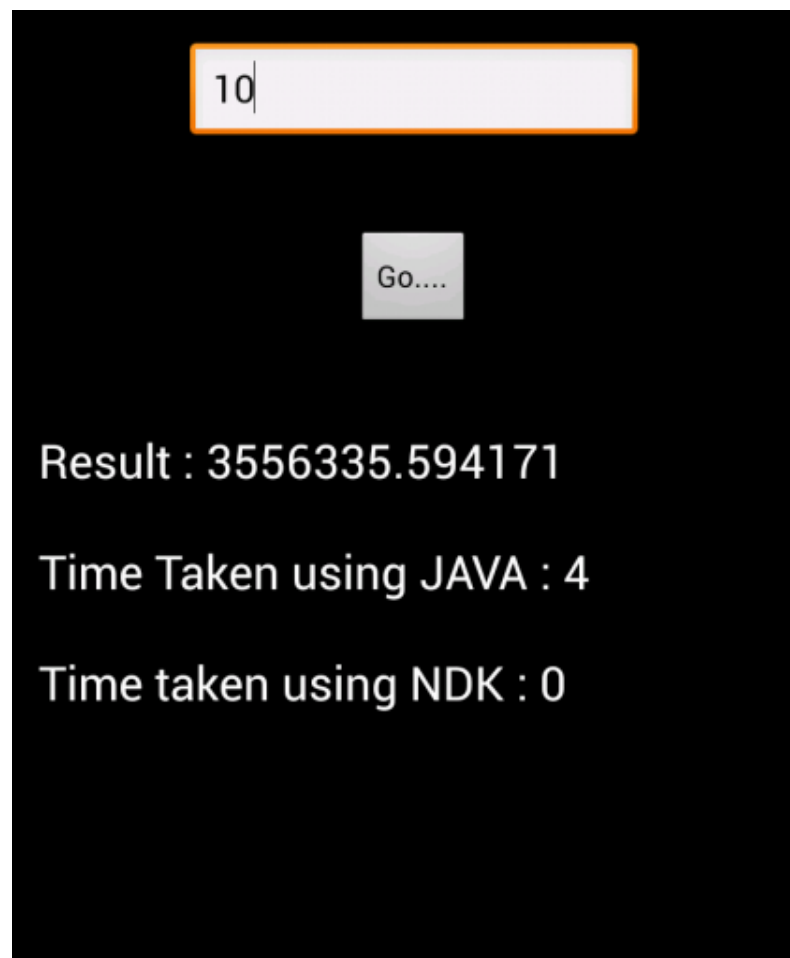 10
Go....
Result : 3556335.594171
Time Taken using JAVA : 4
Time taken using NDK : 0